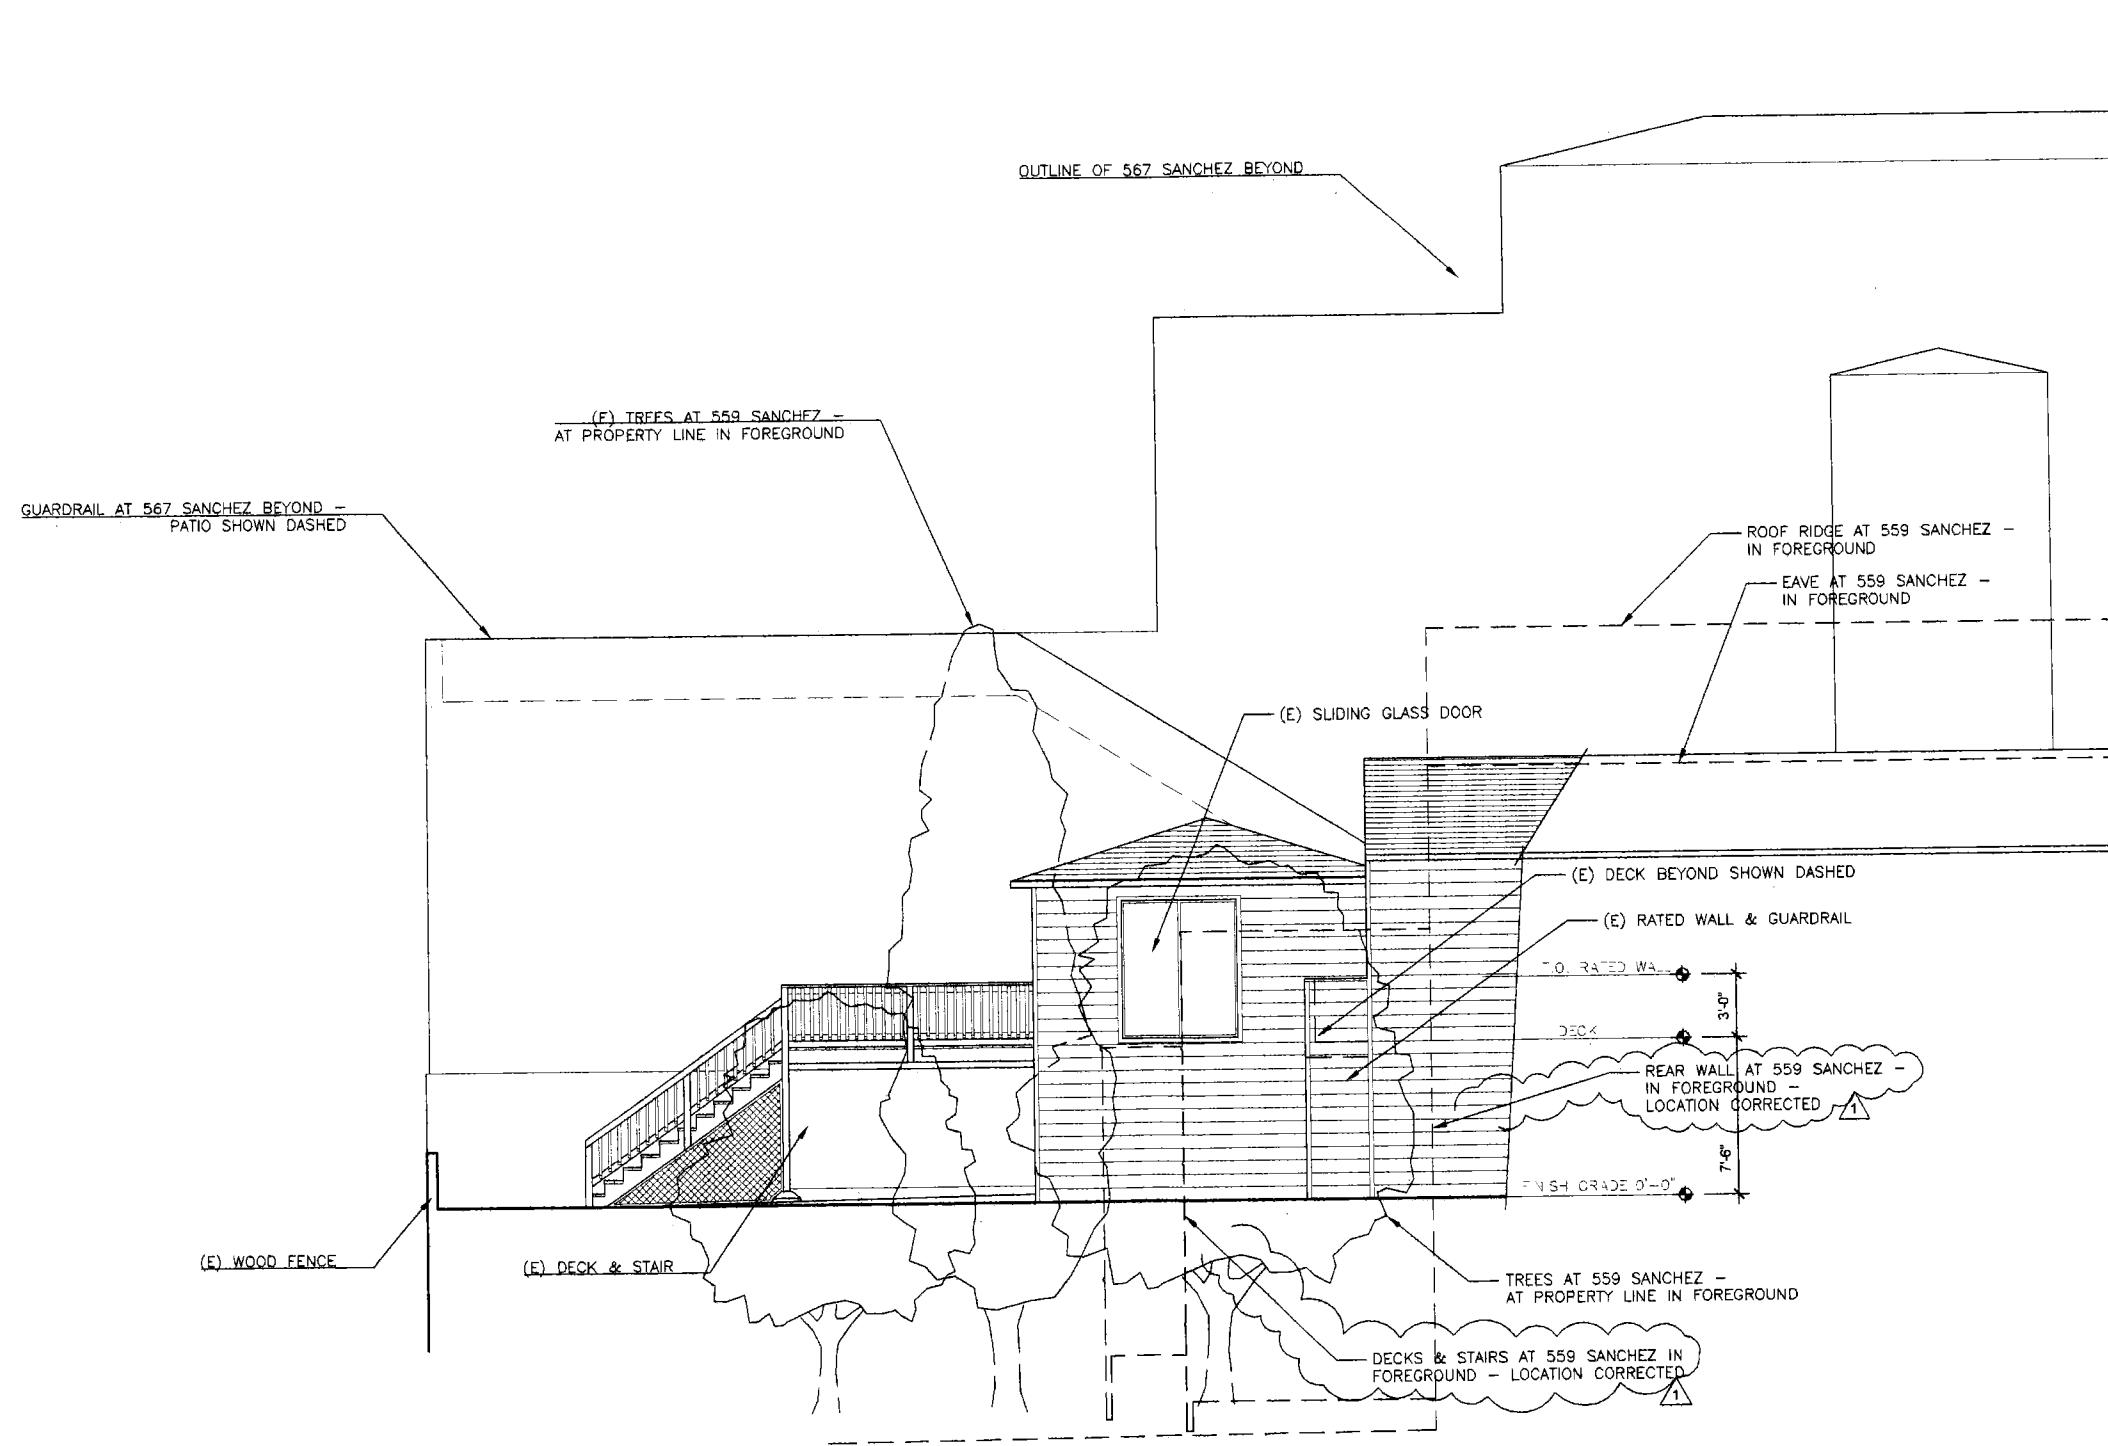 OUTLINE OF 567 SANCHEZ BEYOND
(E) TREES AT 559 SANCHEZ –
AT PROPERTY LINE IN FOREGROUND
GUARDRAIL AT 567 SANCHEZ BEYOND –
PATIO SHOWN DASHED
ROOF RIDGE AT 559 SANCHEZ –
IN FOREGROUND
EAVE AT 559 SANCHEZ –
IN FOREGROUND
(E) SLIDING GLASS DOOR
(E) DECK BEYOND SHOWN DASHED
(E) RATED WALL & GUARDRAIL
T.O. RATED WALL
3'-0"
DECK
REAR WALL AT 559 SANCHEZ –
IN FOREGROUND –
LOCATION CORRECTED
1
7'-6"
FINISH GRADE 0'-0"
(E) WOOD FENCE
(E) DECK & STAIR
TREES AT 559 SANCHEZ –
AT PROPERTY LINE IN FOREGROUND
DECKS & STAIRS AT 559 SANCHEZ IN
FOREGROUND – LOCATION CORRECTED
1